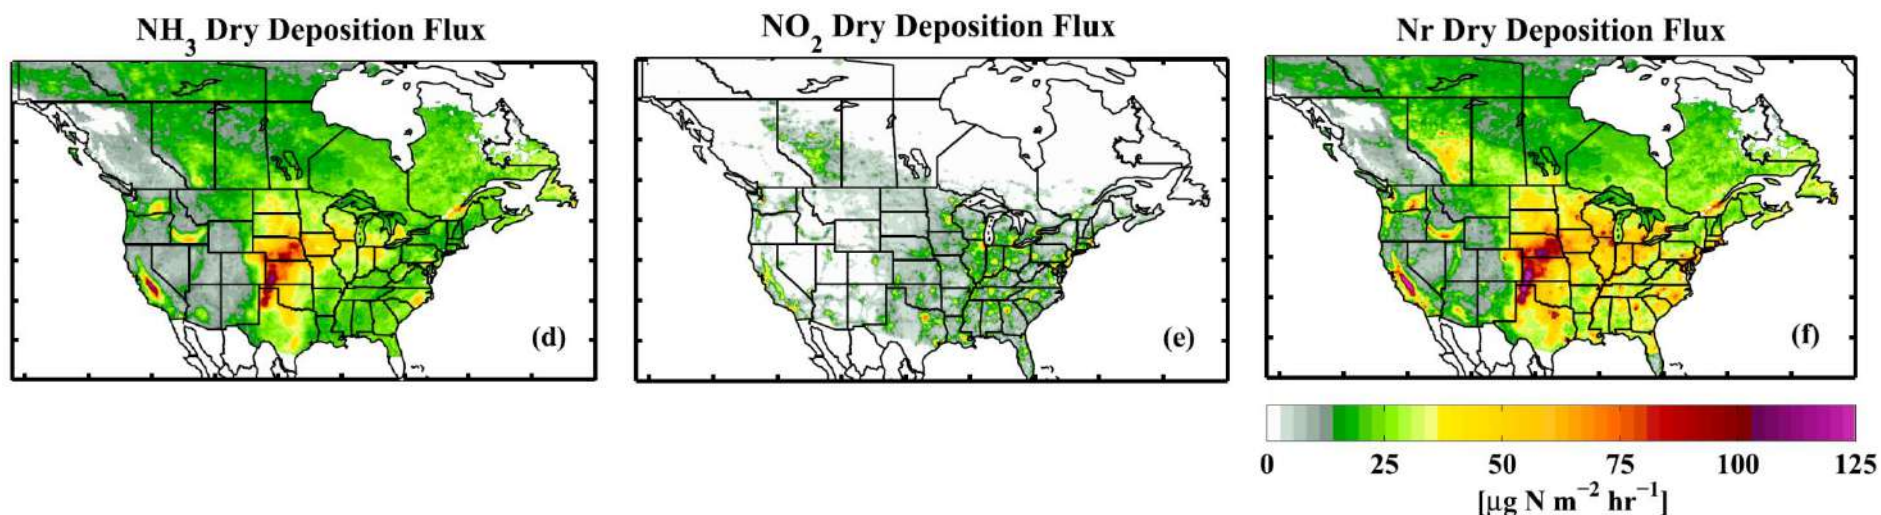 NH₃ Dry Deposition Flux
NO₂ Dry Deposition Flux
Nr Dry Deposition Flux
(d)
(e)
(f)
0 25 50 75 100 125
[µg N m⁻² hr⁻¹]